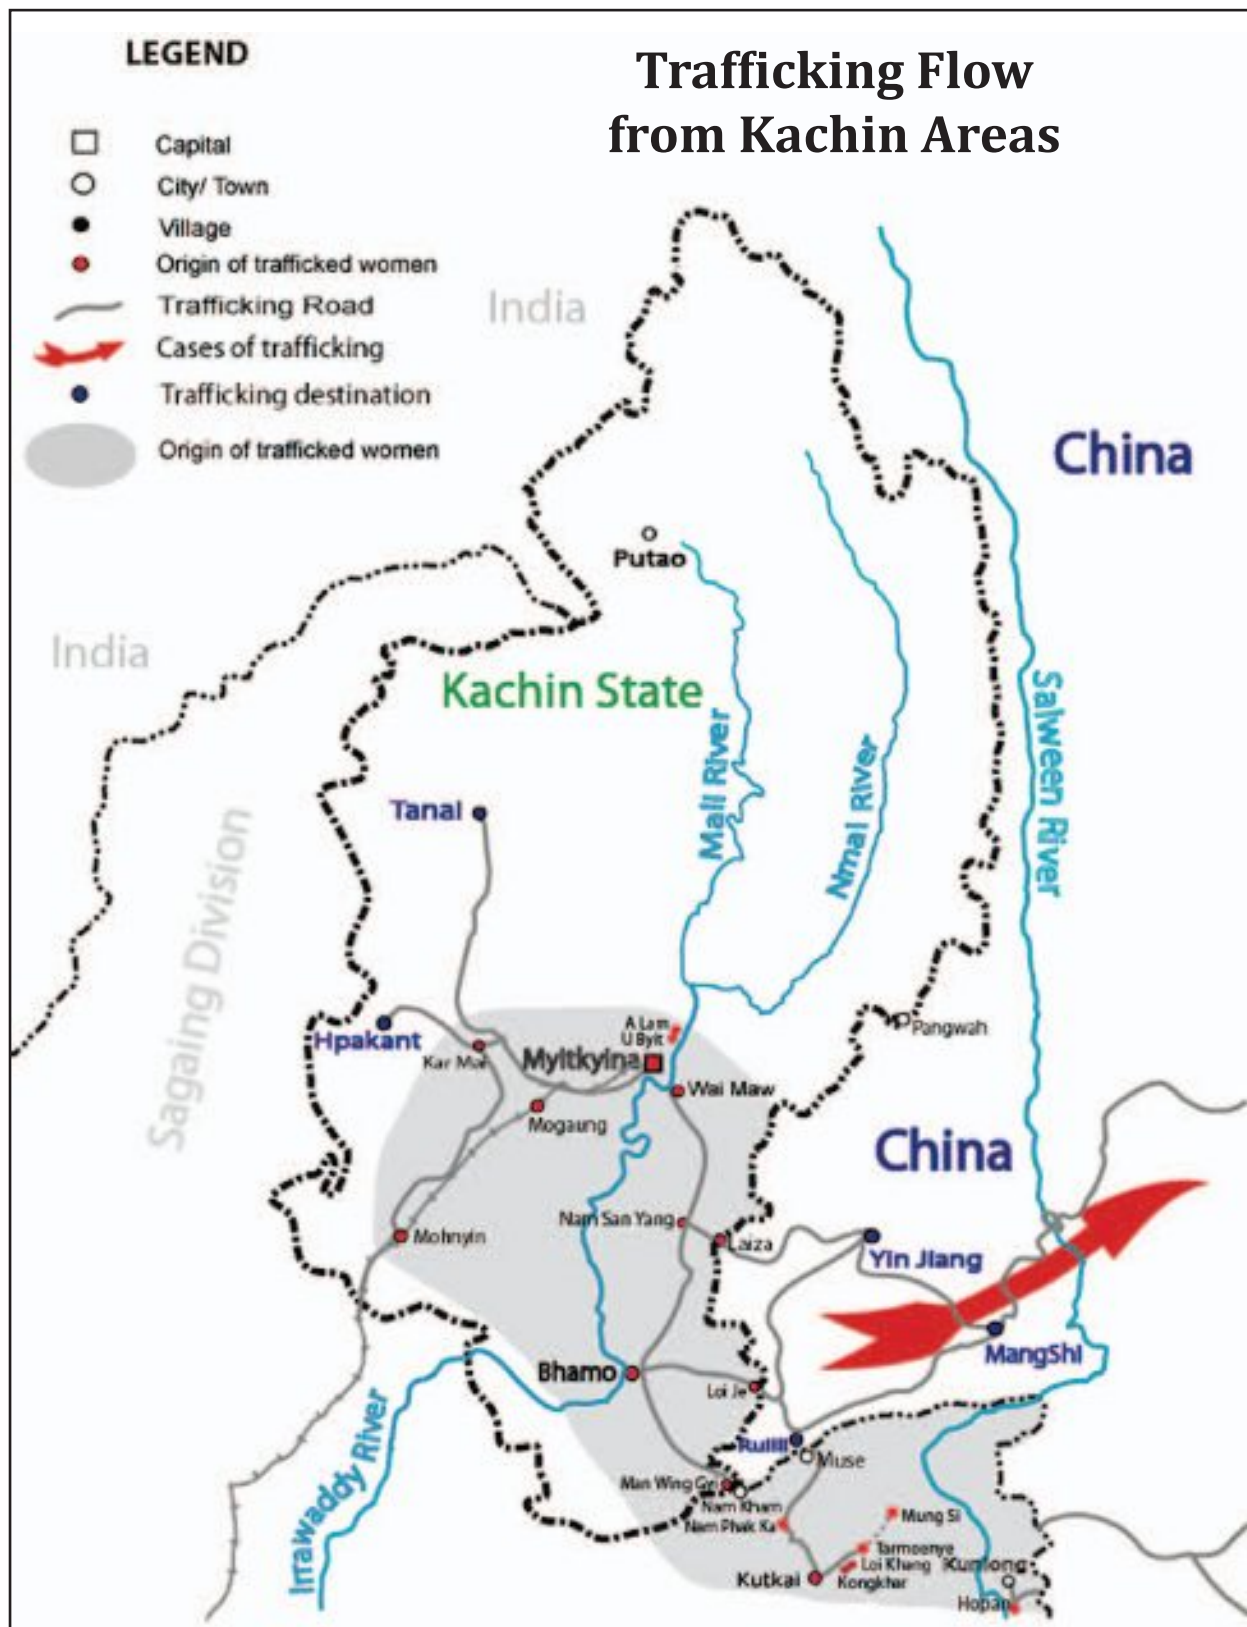 LEGEND
Capital
City/ Town
Village
Origin of trafficked women
Trafficking Road
Cases of trafficking
Trafficking destination
Origin of trafficked women
Trafficking Flow
from Kachin Areas
India
China
Putao
India
Kachin State
Mali River
Nmai River
Salween River
Tanai
Sagaing Division
Hpakant
Kar Mai
A Lam
U Byit
Myitkyina
Wai Maw
Pangwah
Mogaung
China
Mohnyin
Nam San Yang
Laiza
Yin Jiang
MangShi
Bhamo
Loi Je
Irrawaddy River
Ruili
Muse
Man Wing Gyi
Nam Kham
Nam Phak Ka
Mung Si
Tarmoenye
Loi Khang
Kunlong
Kutkai
Kongkhar
Hopan